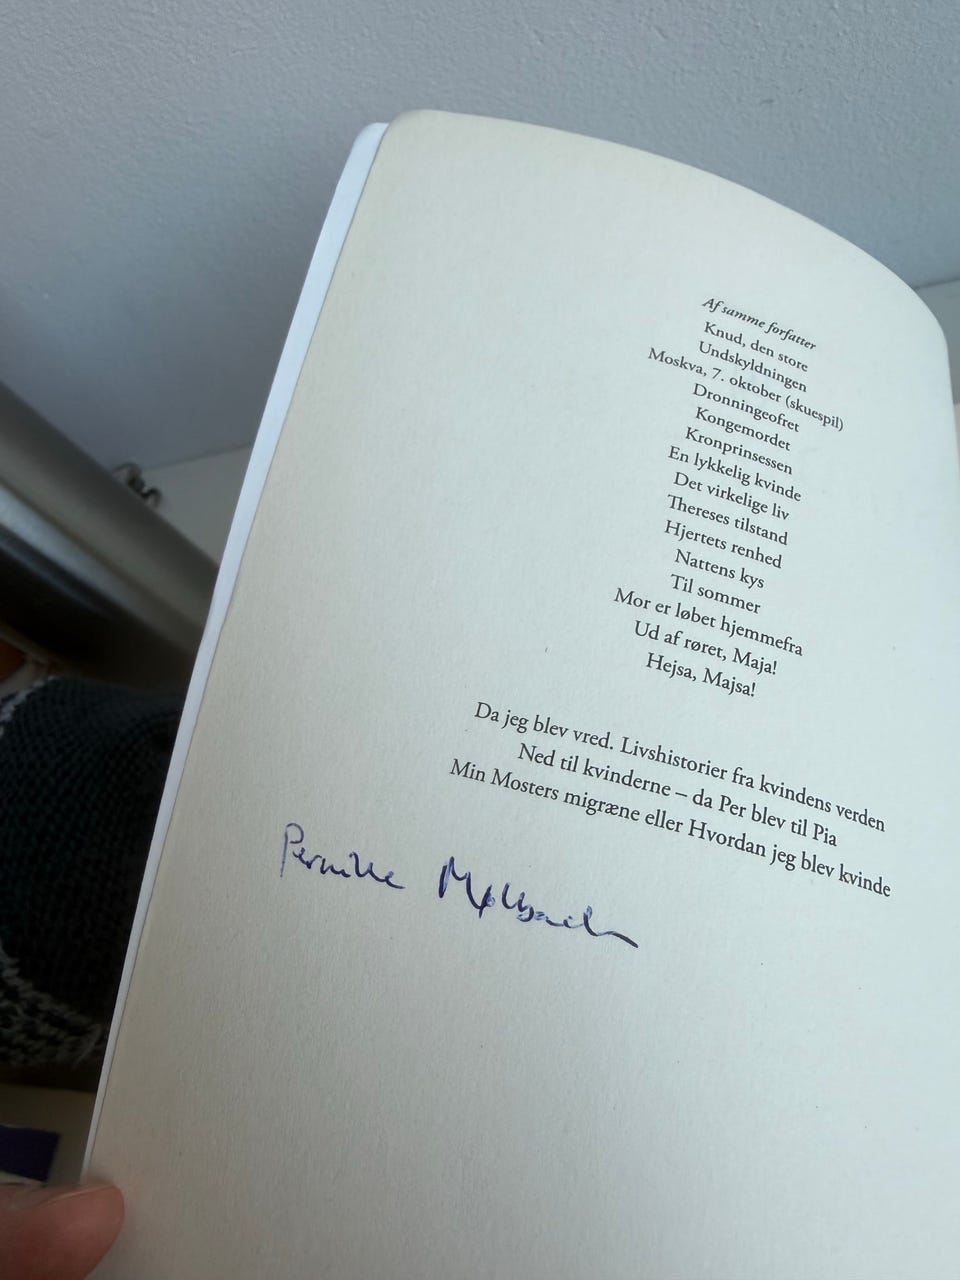 Af samme forfatter
Knud, den store
Undskyldningen
Moskva, 7. oktober (skuespil)
Dronningeofret
Kongemordet
Kronprinsessen
En lykkelig kvinde
Det virkelige liv
Thereses tilstand
Hjertets renhed
Nattens kys
Til sommer
Mor er løbet hjemmefra
Ud af røret, Maja!
Hejsa, Majsa!
Da jeg blev vred. Livshistorier fra kvindens verden
Ned til kvinderne – da Per blev til Pia
Min Mosters migræne eller Hvordan jeg blev kvinde
Pernille